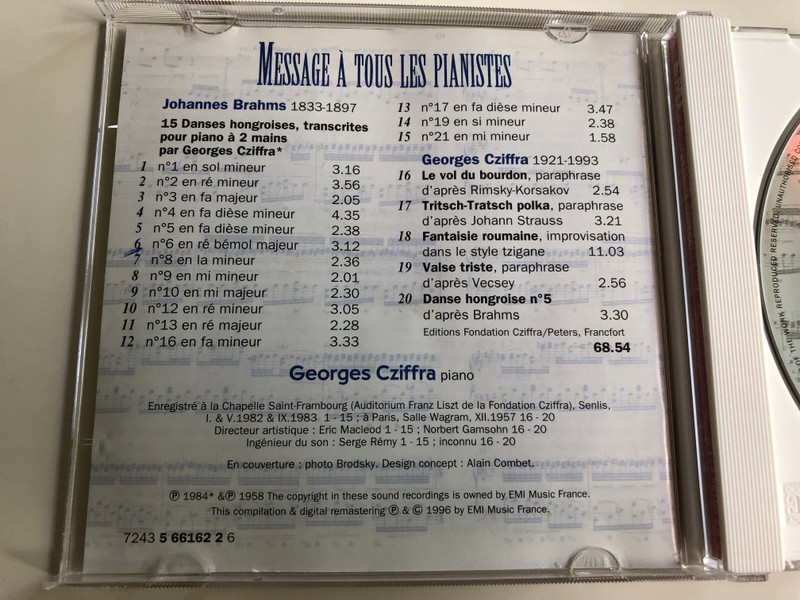 MESSAGE À TOUS LES PIANISTES
Johannes Brahms 1833-1897
15 Danses hongroises, transcrites
pour piano à 2 mains
par Georges Cziffra*
1 n°1 en sol mineur 3.16
2 n°2 en ré mineur 3.56
3 n°3 en fa majeur 2.05
4 n°4 en fa dièse mineur 4.35
5 n°5 en fa dièse mineur 2.38
6 n°6 en ré bémol majeur 3.12
7 n°8 en la mineur 2.36
8 n°9 en mi mineur 2.01
9 n°10 en mi majeur 2.30
10 n°12 en ré mineur 3.05
11 n°13 en ré majeur 2.28
12 n°16 en fa mineur 3.33
13 n°17 en fa dièse mineur 3.47
14 n°19 en si mineur 2.38
15 n°21 en mi mineur 1.58
Georges Cziffra 1921-1993
16 Le vol du bourdon, paraphrase
d'après Rimsky-Korsakov 2.54
17 Tritsch-Tratsch polka, paraphrase
d'après Johann Strauss 3.21
18 Fantaisie roumaine, improvisation
dans le style tzigane 11.03
19 Valse triste, paraphrase
d'après Vecsey 2.56
20 Danse hongroise n°5
d'après Brahms 3.30
Editions Fondation Cziffra/Peters, Francfort
68.54
Georges Cziffra piano
Enregistré à la Chapelle Saint-Frambourg (Auditorium Franz Liszt de la Fondation Cziffra), Senlis,
I. & V.1982 & IX.1983 1 - 15 ; à Paris, Salle Wagram, XII.1957 16 - 20
Directeur artistique : Eric Macleod 1 - 15 ; Norbert Gamsohn 16 - 20
Ingénieur du son : Serge Rémy 1 - 15 ; inconnu 16 - 20
En couverture : photo Brodsky. Design concept : Alain Combet.
℗ 1984* &℗ 1958 The copyright in these sound recordings is owned by EMI Music France.
This compilation & digital remastering ℗ & © 1996 by EMI Music France.
7243 5 66162 2 6
OF THE WORK REPRODUCED RESERVED. UNAUTHORISED